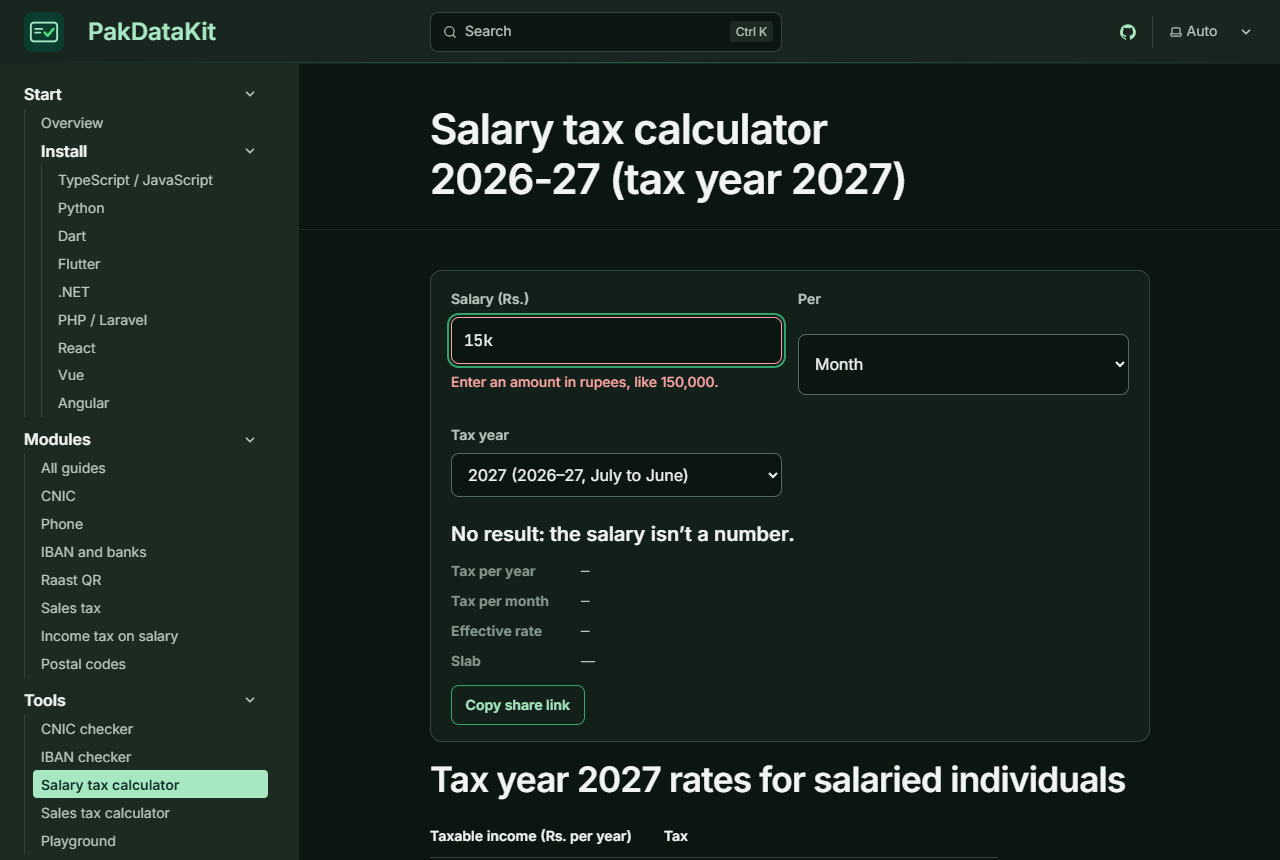 PakDataKit
Search
Ctrl K
Auto
Start
Overview
Install
TypeScript / JavaScript
Python
Dart
Flutter
.NET
PHP / Laravel
React
Vue
Angular
Modules
All guides
CNIC
Phone
IBAN and banks
Raast QR
Sales tax
Income tax on salary
Postal codes
Tools
CNIC checker
IBAN checker
Salary tax calculator
Sales tax calculator
Playground
Salary tax calculator
2026-27 (tax year 2027)
Salary (Rs.)
Per
15k
Month
Enter an amount in rupees, like 150,000.
Tax year
2027 (2026–27, July to June)
No result: the salary isn’t a number.
Tax per year –
Tax per month –
Effective rate –
Slab —
Copy share link
Tax year 2027 rates for salaried individuals
Taxable income (Rs. per year) Tax